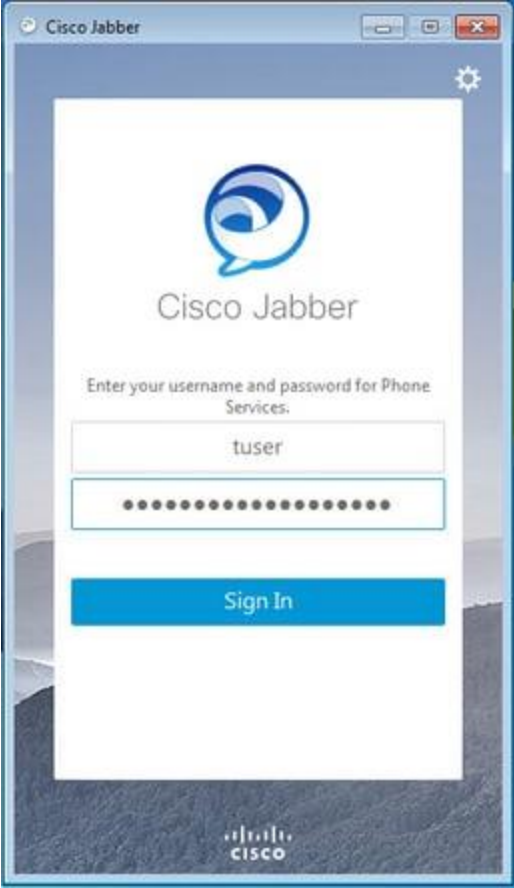 Cisco Jabber
Cisco Jabber
Enter your username and password for Phone
Services.
tuser
●●●●●●●●●●●●●●●●●●●
Sign In
CISCO